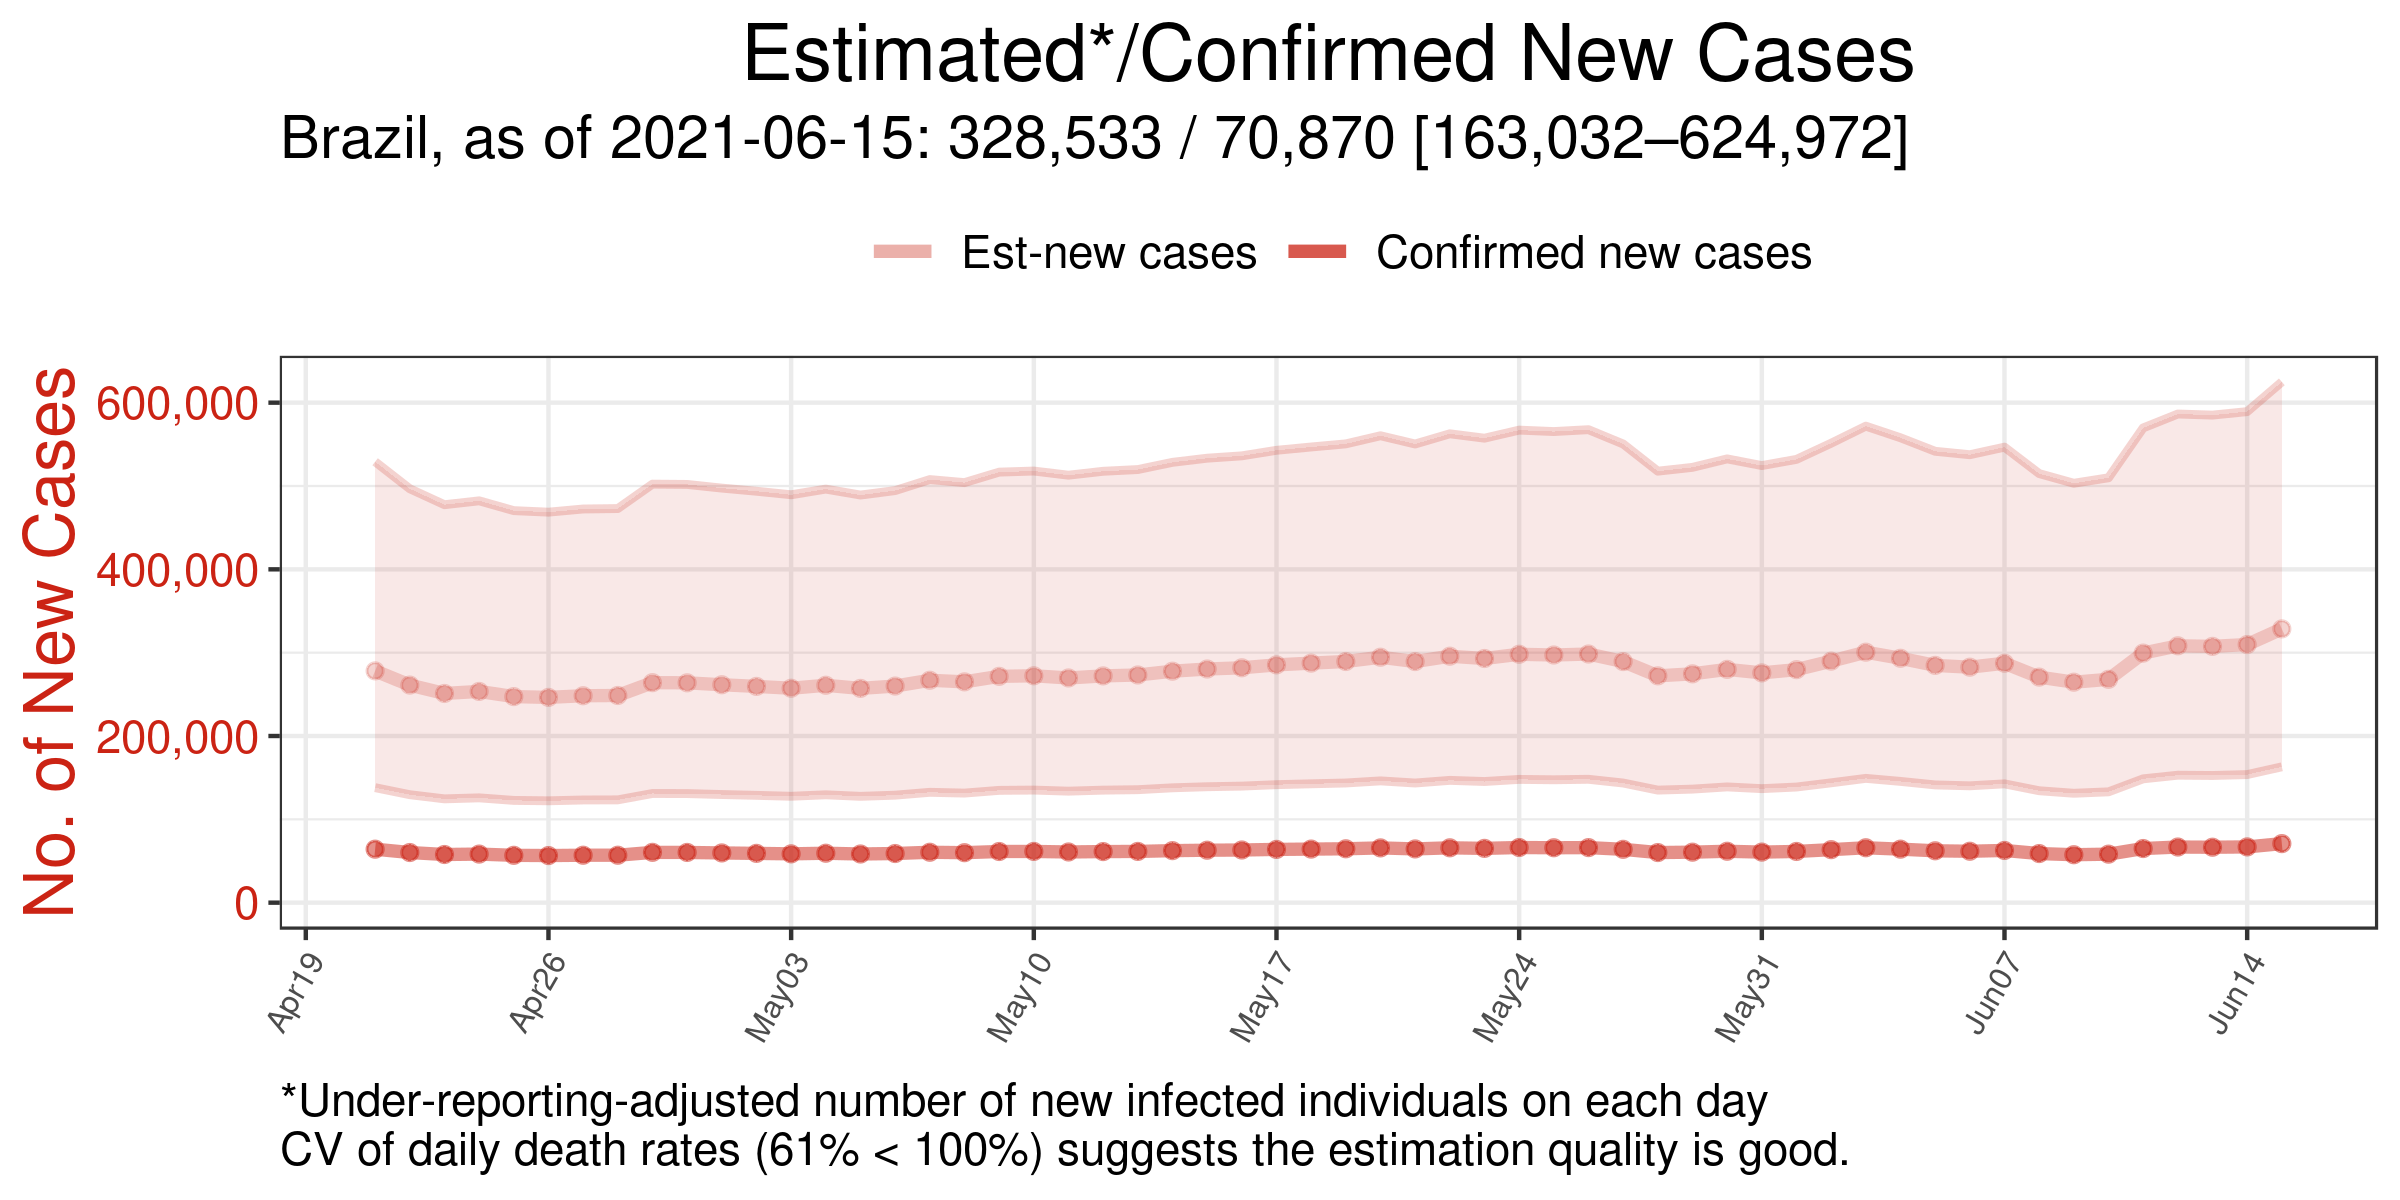 Estimated*/Confirmed New Cases
Brazil, as of 2021-06-15: 328,533 / 70,870 [163,032–624,972]
Est-new cases
Confirmed new cases
No. of New Cases
600,000
400,000
200,000
0
Apr19
Apr26
May03
May10
May17
May24
May31
Jun07
Jun14
*Under-reporting-adjusted number of new infected individuals on each day
CV of daily death rates (61% < 100%) suggests the estimation quality is good.